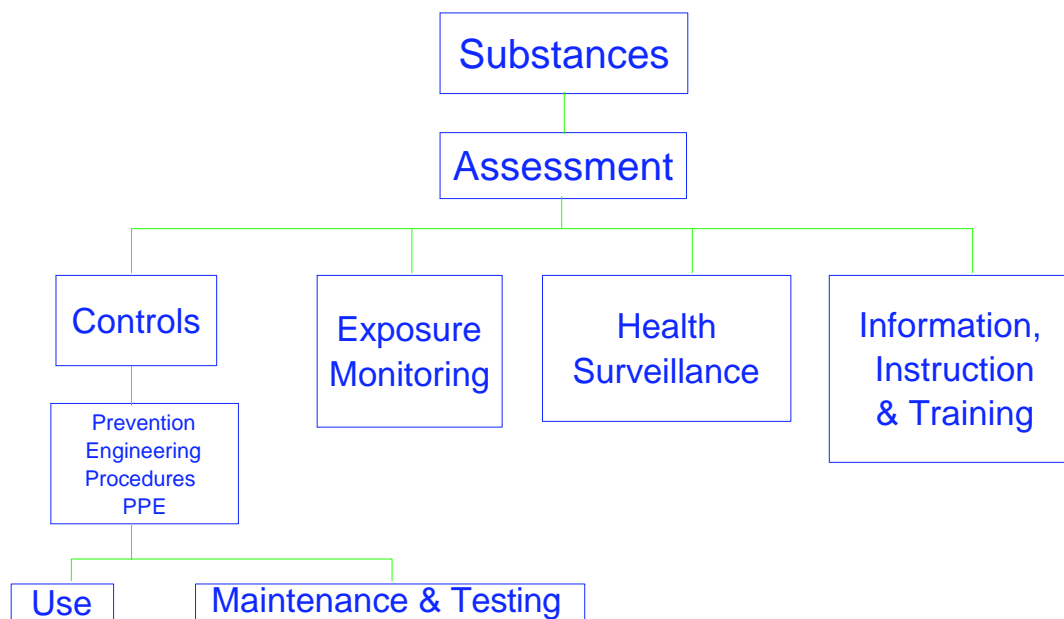 Substances
Assessment
Controls
Exposure
Monitoring
Health
Surveillance
Information,
Instruction
& Training
Prevention
Engineering
Procedures
PPE
Use
Maintenance & Testing